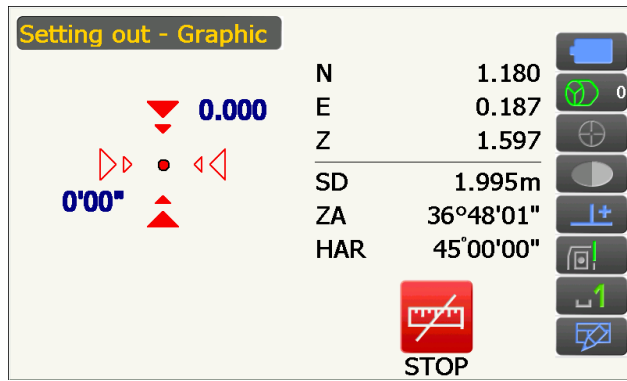 Setting out - Graphic
0.000
0'00"
N 1.180
E 0.187
Z 1.597
SD 1.995m
ZA 36°48'01"
HAR 45°00'00"
STOP
0
1